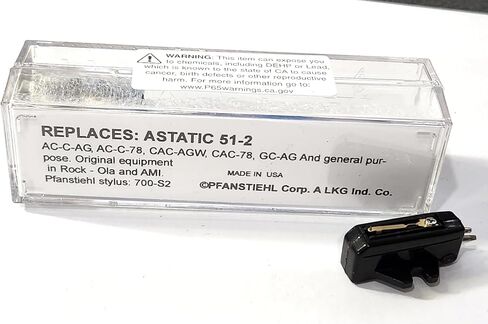 WARNING: This item can expose you
to chemicals, including DEHP or Lead,
which is known to the state of CA to cause
cancer, birth defects or other reproductive
harm. For more information go to:
www.P65warnings.ca.gov
REPLACES: ASTATIC 51-2
AC-C-AG, AC-C-78, CAC-AGW, CAC-78, GC-AG And general pur-
pose. Original equipment
in Rock - Ola and AMI. MADE IN USA
Pfanstiehl stylus: 700-S2 ©PFANSTIEHL Corp. A LKG Ind. Co.